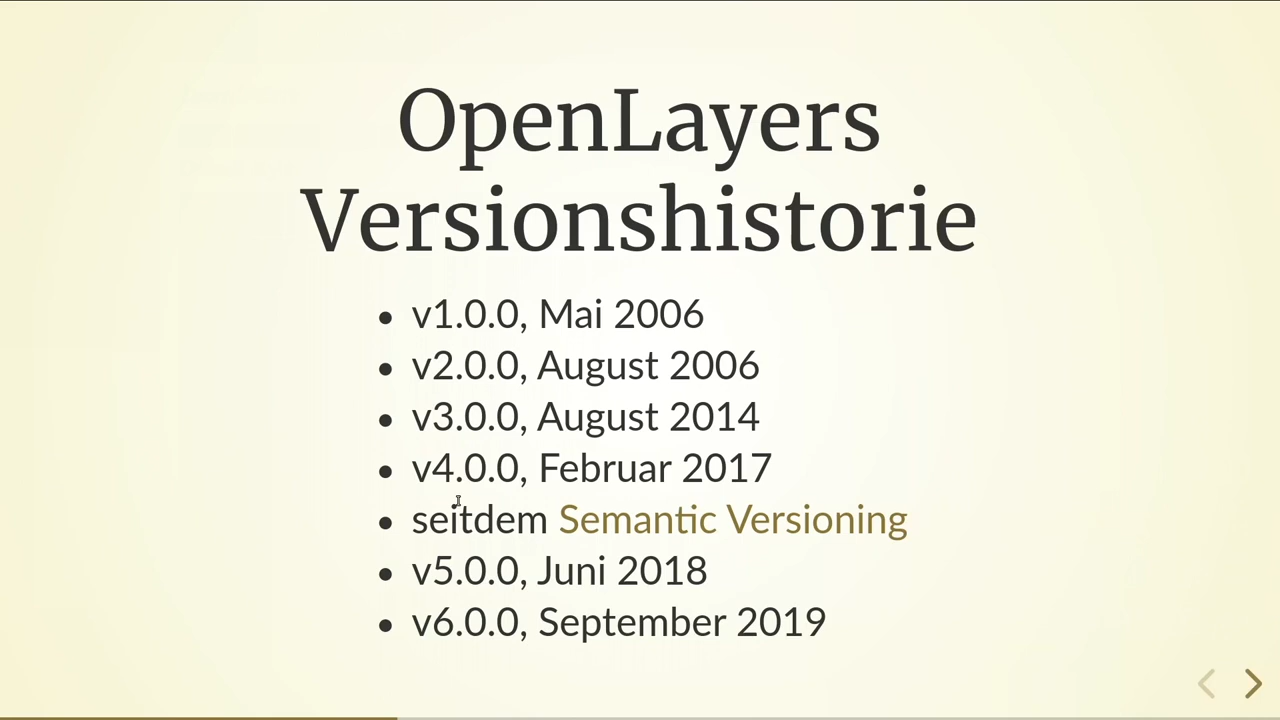 OpenLayers
Versionshistorie
v1.0.0, Mai 2006
v2.0.0, August 2006
v3.0.0, August 2014
v4.0.0, Februar 2017
seitdem Semantic Versioning
v5.0.0, Juni 2018
v6.0.0, September 2019